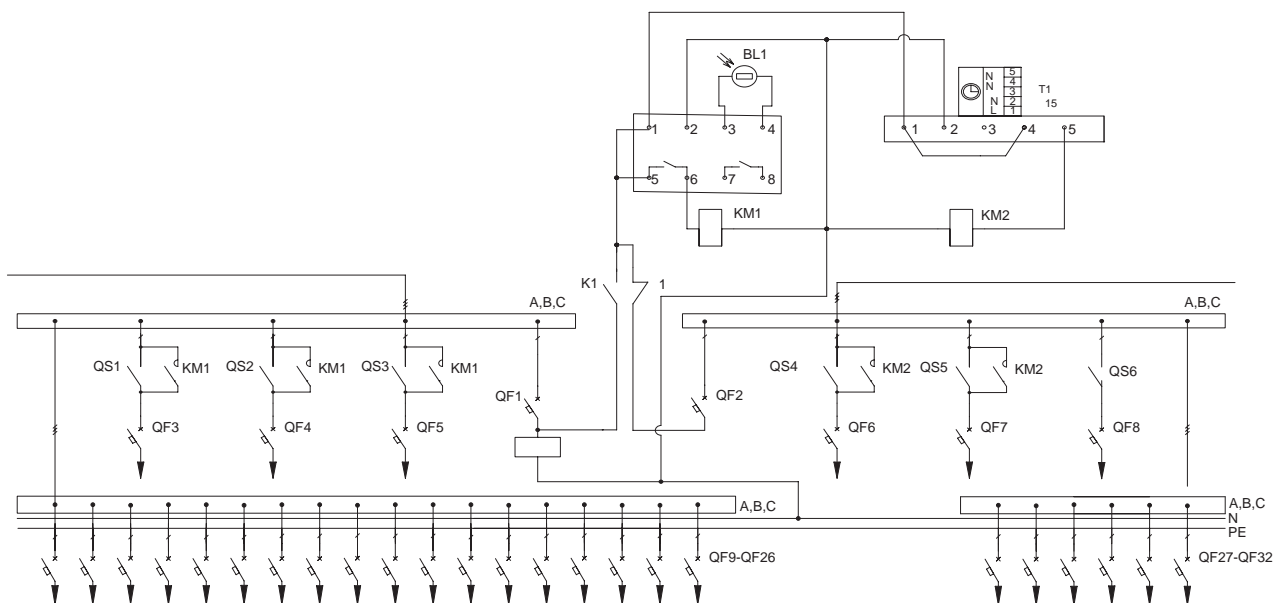 BL1
N N 5
4
N 3
2
L 1
T1
15
1 2 3 4
1 2 3 4 5
5 6 7 8
KM1
KM2
K1 1
A,B,C
A,B,C
QS1 KM1 QS2 KM1 QS3 KM1
QS4 KM2 QS5 KM2 QS6
QF1 QF2
QF3 QF4 QF5 QF6 QF7 QF8
A,B,C
A,B,C
N
PE
QF9-QF26
QF27-QF32